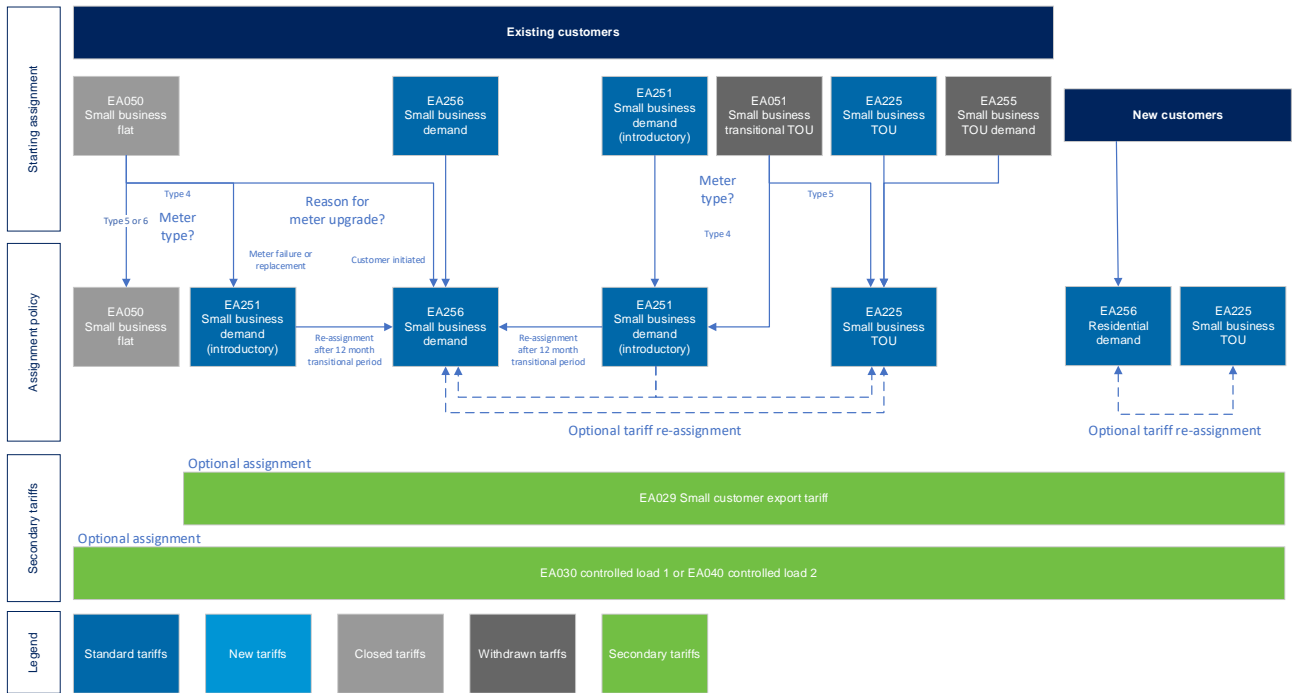 Starting assignment
Existing customers
EA050
Small business
flat
EA256
Small business
demand
EA251
Small business
demand
(introductory)
EA051
Small business
transitional TOU
EA225
Small business
TOU
EA255
Small business
TOU demand
New customers
Type 4
Type 5 or 6
Meter
type?
Reason for
meter upgrade?
Meter failure or
replacement
Customer initiated
Meter
type?
Type 5
Type 4
Assignment policy
EA050
Small business
flat
EA251
Small business
demand
(introductory)
Re-assignment
after 12 month
transitional period
EA256
Small business
demand
Re-assignment
after 12 month
transitional period
EA251
Small business
demand
(introductory)
EA225
Small business
TOU
EA256
Residential
demand
EA225
Small business
TOU
Optional tariff re-assignment
Optional tariff re-assignment
Secondary tariffs
Optional assignment
EA029 Small customer export tariff
Optional assignment
EA030 controlled load 1 or EA040 controlled load 2
Legend
Standard tariffs
New tariffs
Closed tariffs
Withdrawn tarffs
Secondary tariffs